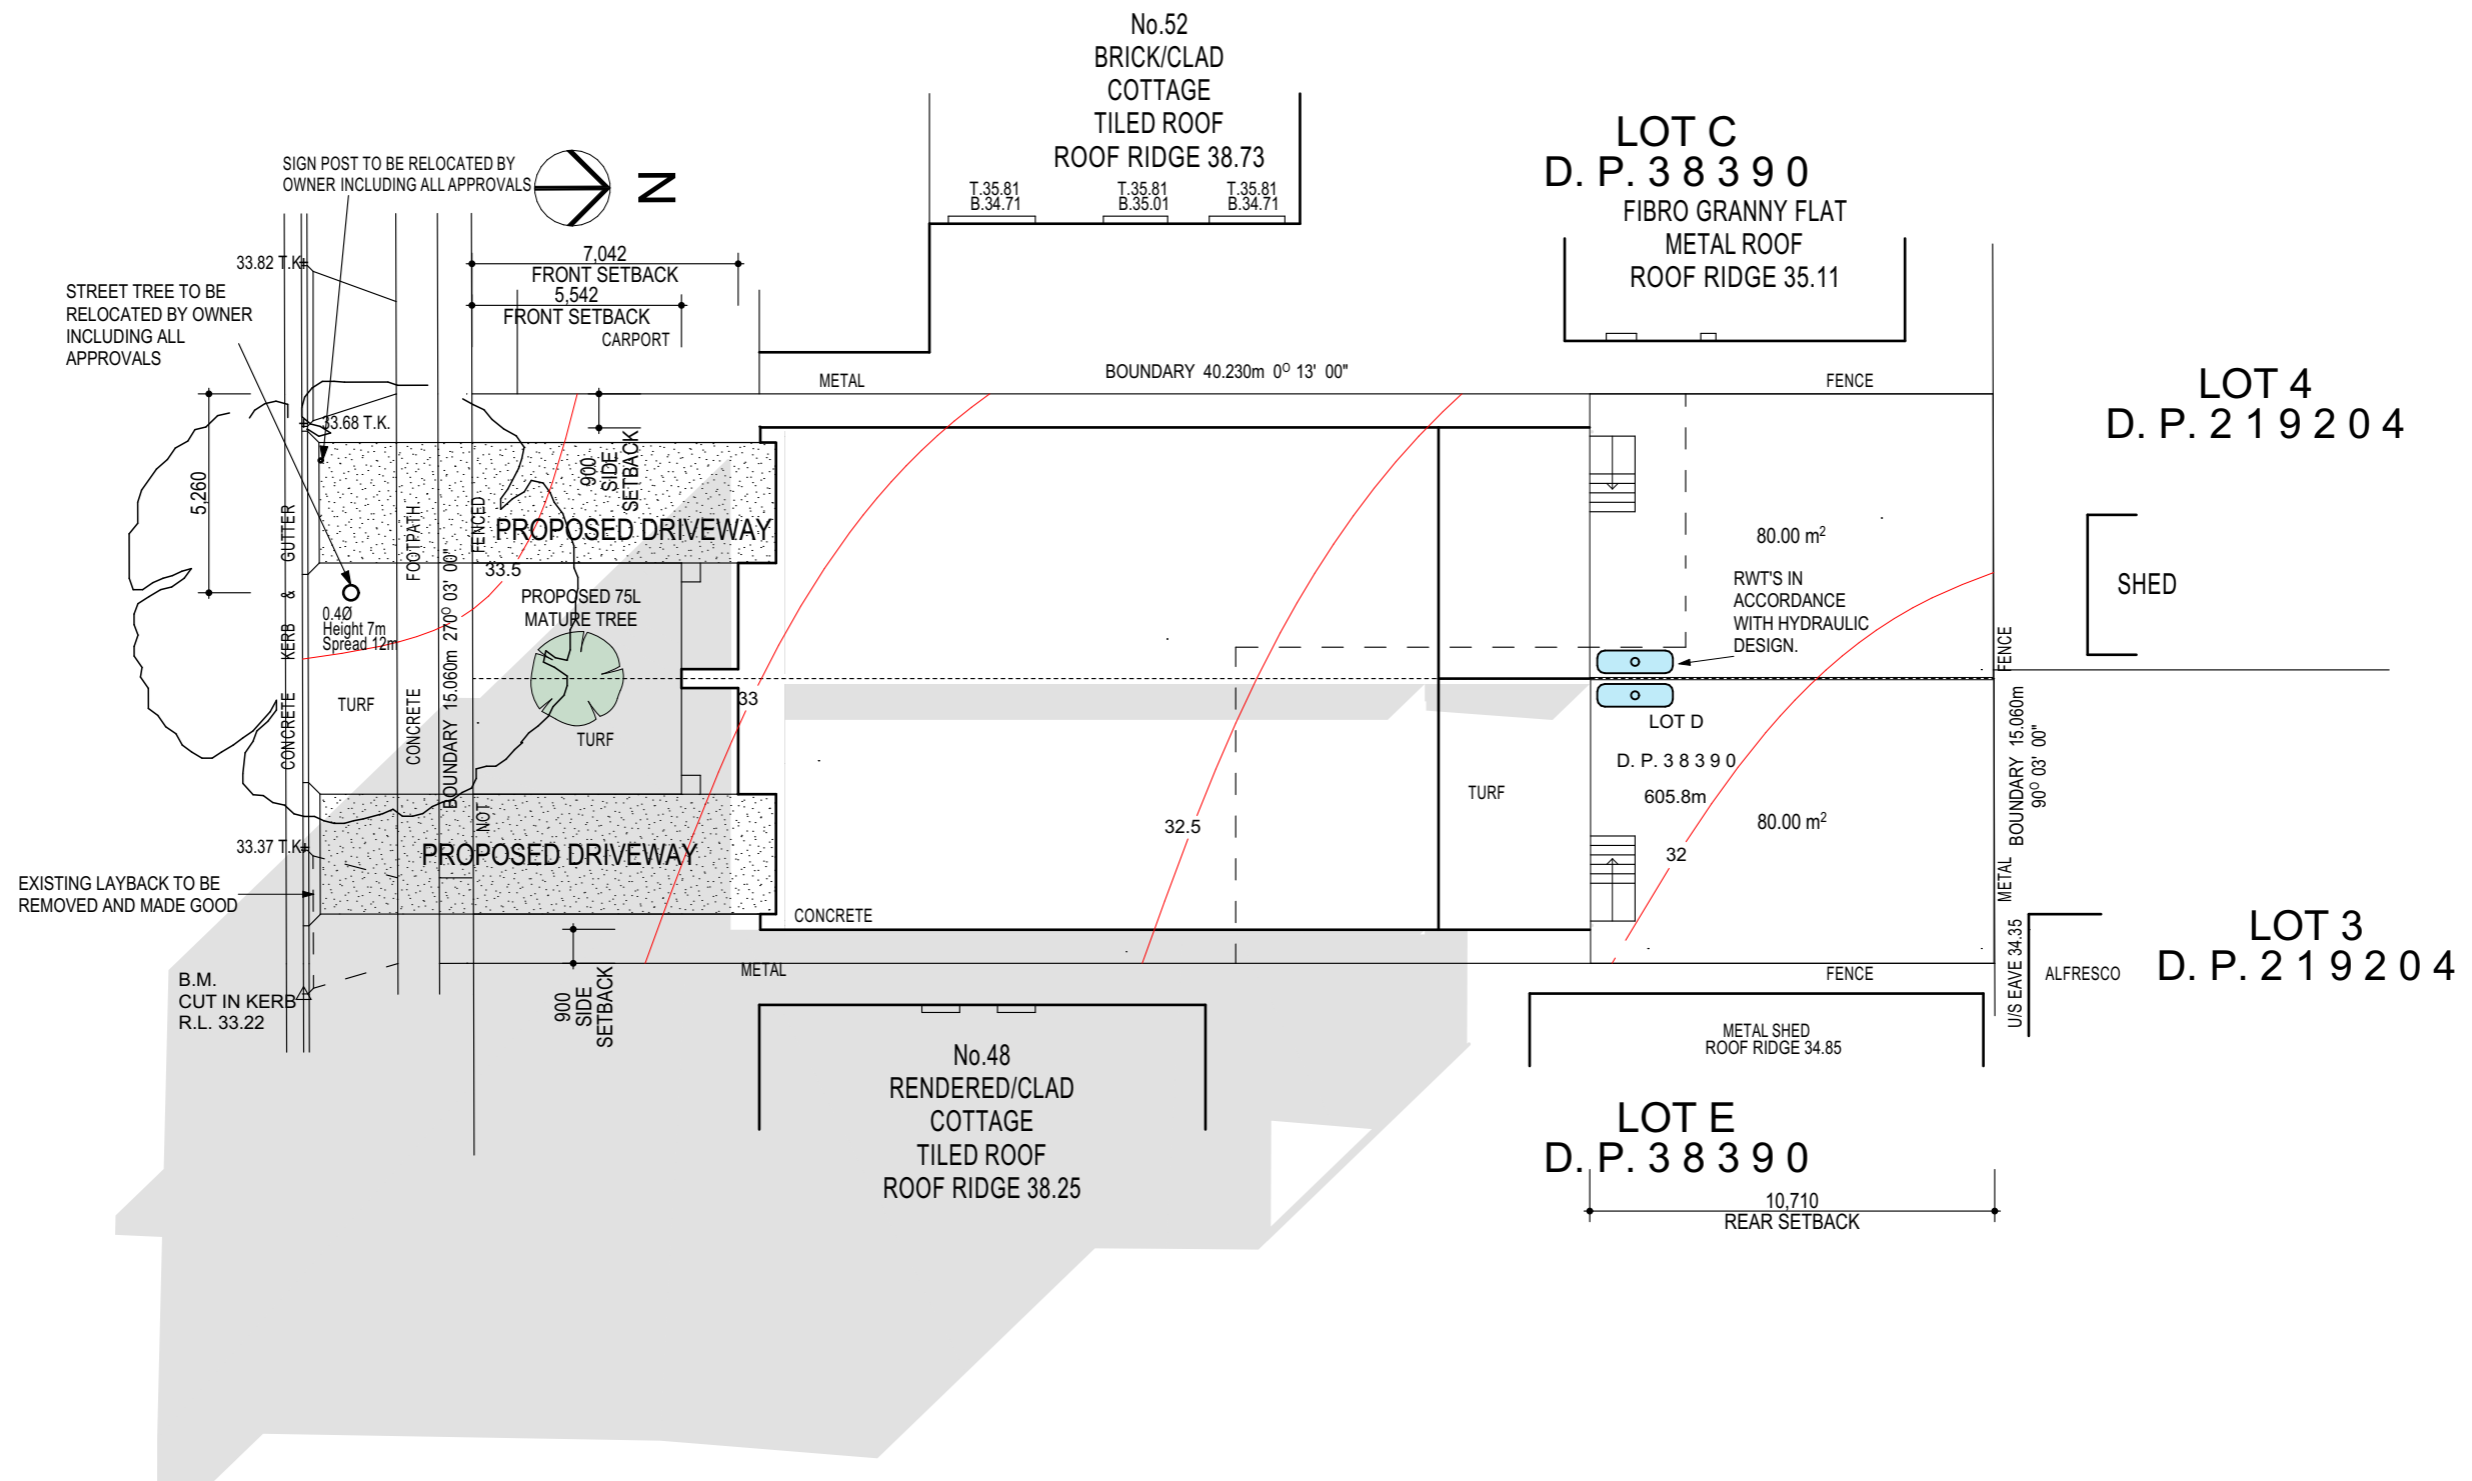 No.52
BRICK/CLAD
COTTAGE
TILED ROOF
ROOF RIDGE 38.73
T.35.81
B.34.71
T.35.81
B.35.01
T.35.81
B.34.71
LOT C
D. P. 3 8 3 9 0
FIBRO GRANNY FLAT
METAL ROOF
ROOF RIDGE 35.11
SIGN POST TO BE RELOCATED BY
OWNER INCLUDING ALL APPROVALS
N
33.82 T.K
STREET TREE TO BE
RELOCATED BY OWNER
INCLUDING ALL
APPROVALS
7,042
FRONT SETBACK
5,542
FRONT SETBACK
CARPORT
METAL
BOUNDARY 40.230m 0° 13' 00"
FENCE
LOT 4
D. P. 2 1 9 2 0 4
33.68 T.K.
5,260
900
SIDE
SETBACK
CONCRETE KERB & GUTTER
CONCRETE FOOTPATH
NOT FENCED
BOUNDARY 15.060m 270° 03' 00"
PROPOSED DRIVEWAY
33.5
PROPOSED 75L
MATURE TREE
0.4Ø
Height 7m
Spread 12m
TURF
TURF
33
80.00 m²
RWT'S IN
ACCORDANCE
WITH HYDRAULIC
DESIGN.
SHED
FENCE
LOT D
D. P. 3 8 3 9 0
605.8m
TURF
32.5
80.00 m²
32
BOUNDARY 15.060m
90° 03' 00"
METAL
33.37 T.K
PROPOSED DRIVEWAY
EXISTING LAYBACK TO BE
REMOVED AND MADE GOOD
CONCRETE
METAL
FENCE
900
SIDE
SETBACK
B.M.
CUT IN KERB
R.L. 33.22
U/S EAVE 34.35
ALFRESCO
LOT 3
D. P. 2 1 9 2 0 4
No.48
RENDERED/CLAD
COTTAGE
TILED ROOF
ROOF RIDGE 38.25
METAL SHED
ROOF RIDGE 34.85
LOT E
D. P. 3 8 3 9 0
10,710
REAR SETBACK